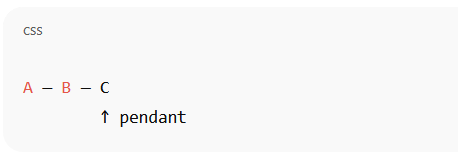 css
A — B — C
↑ pendant